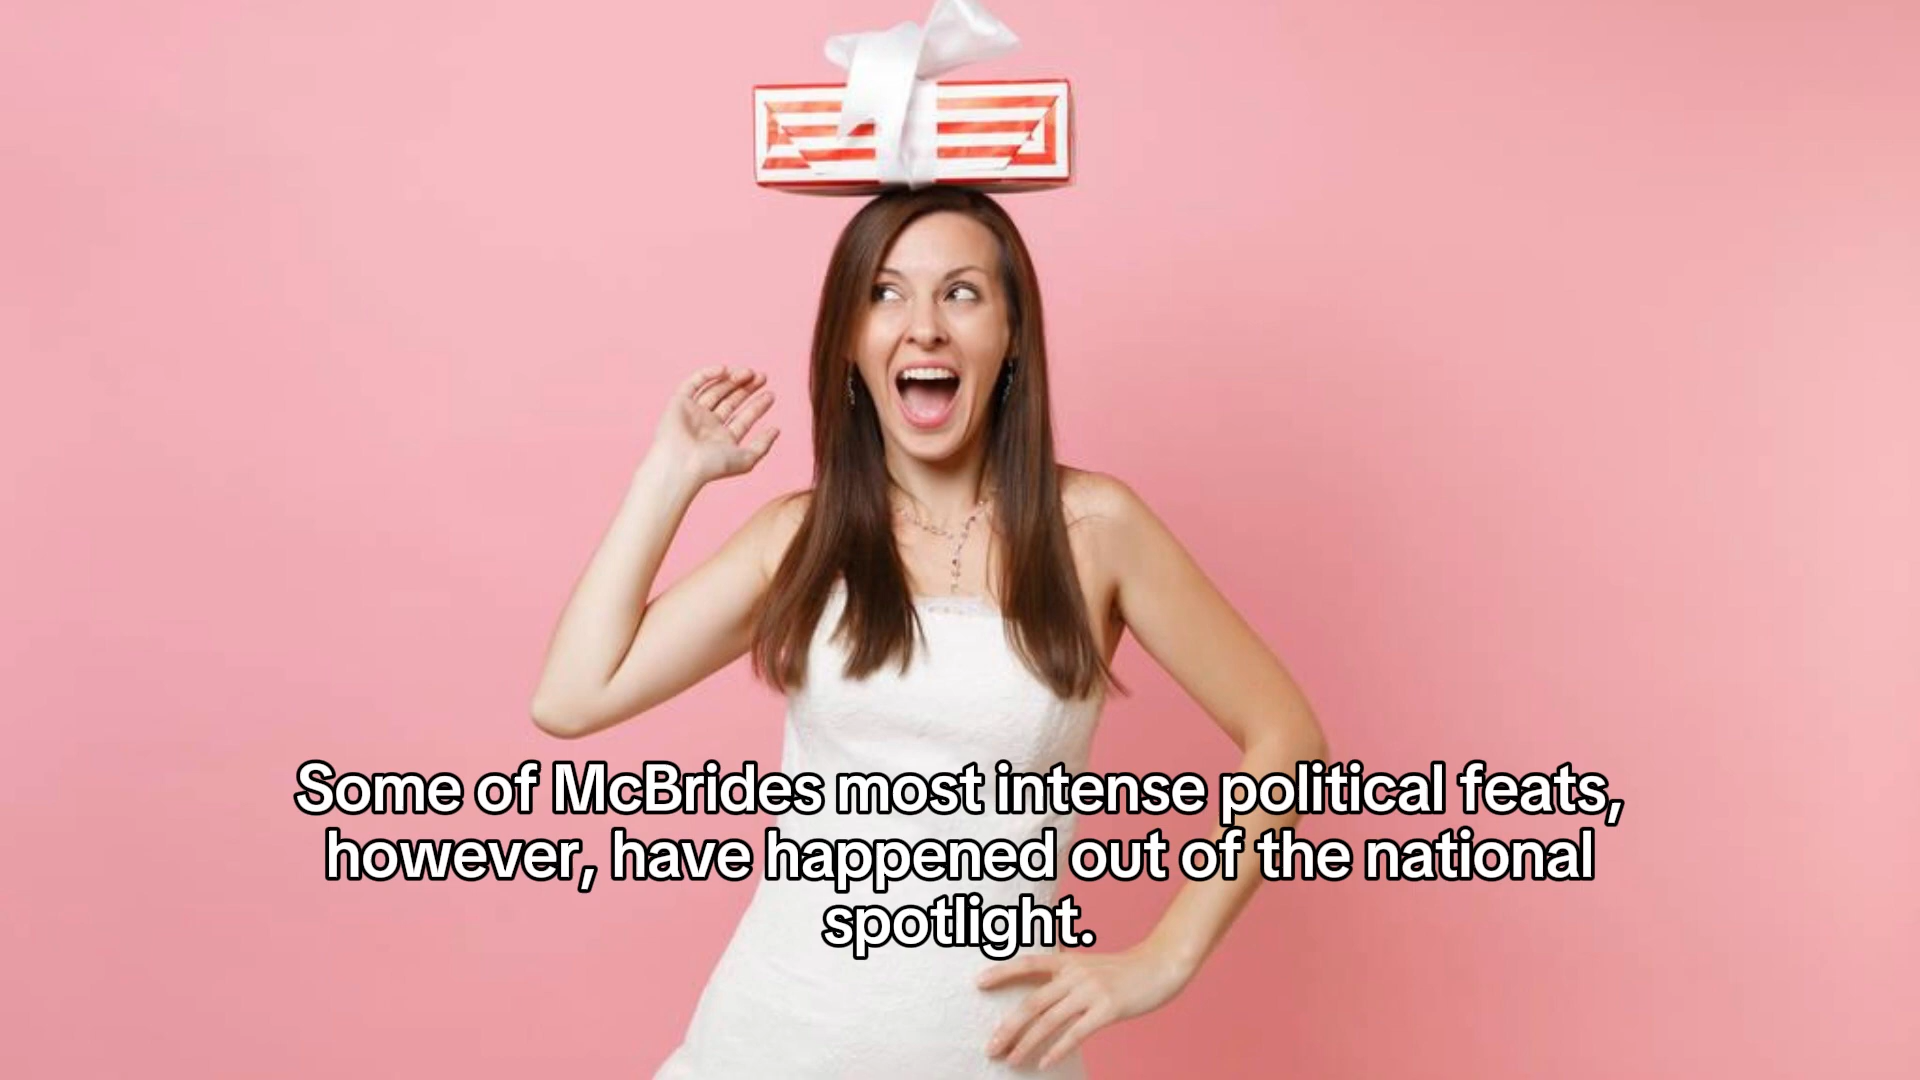 Some of McBrides most intense political feats,
however, have happened out of the national
spotlight.